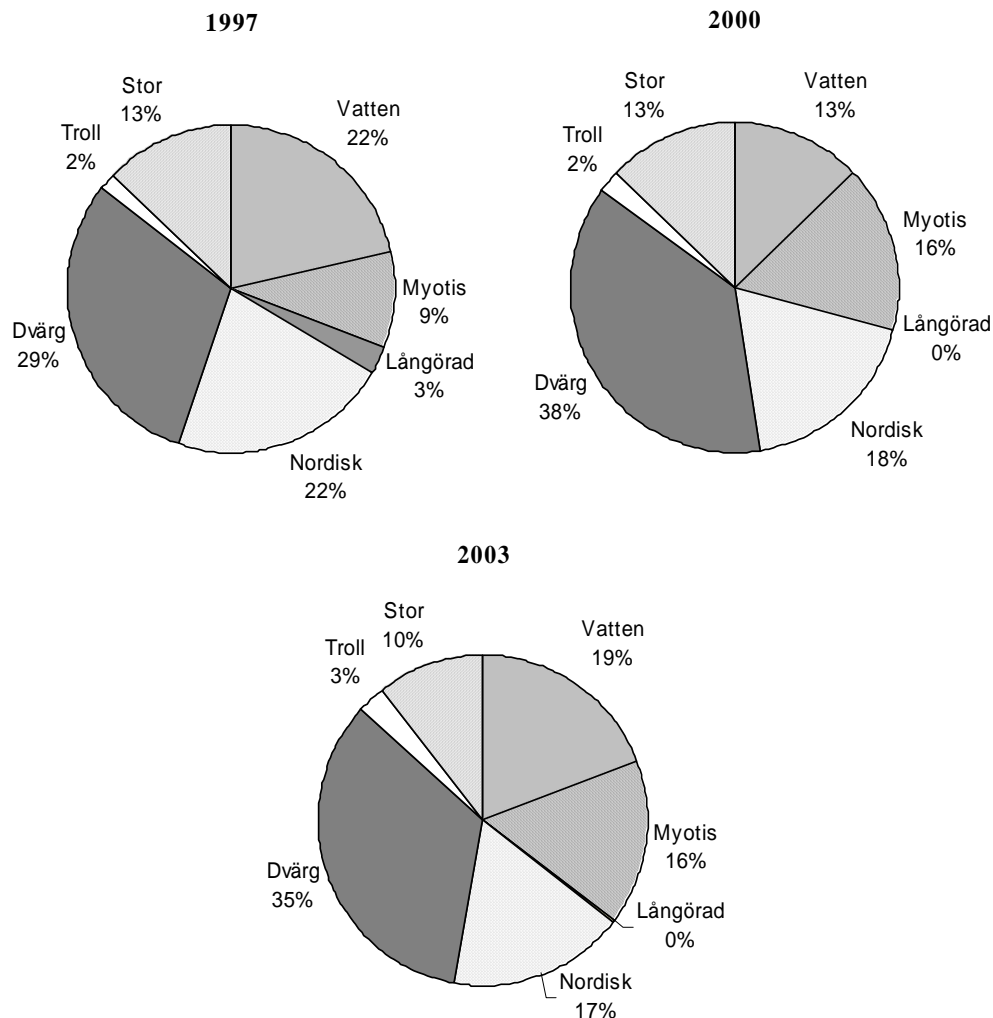 1997
Stor
13%
Vatten
22%
Troll
2%
Myotis
9%
Långörad
3%
Dvärg
29%
Nordisk
22%
2000
Stor
13%
Vatten
13%
Troll
2%
Myotis
16%
Långörad
0%
Dvärg
38%
Nordisk
18%
2003
Stor
10%
Vatten
19%
Troll
3%
Myotis
16%
Långörad
0%
Dvärg
35%
Nordisk
17%